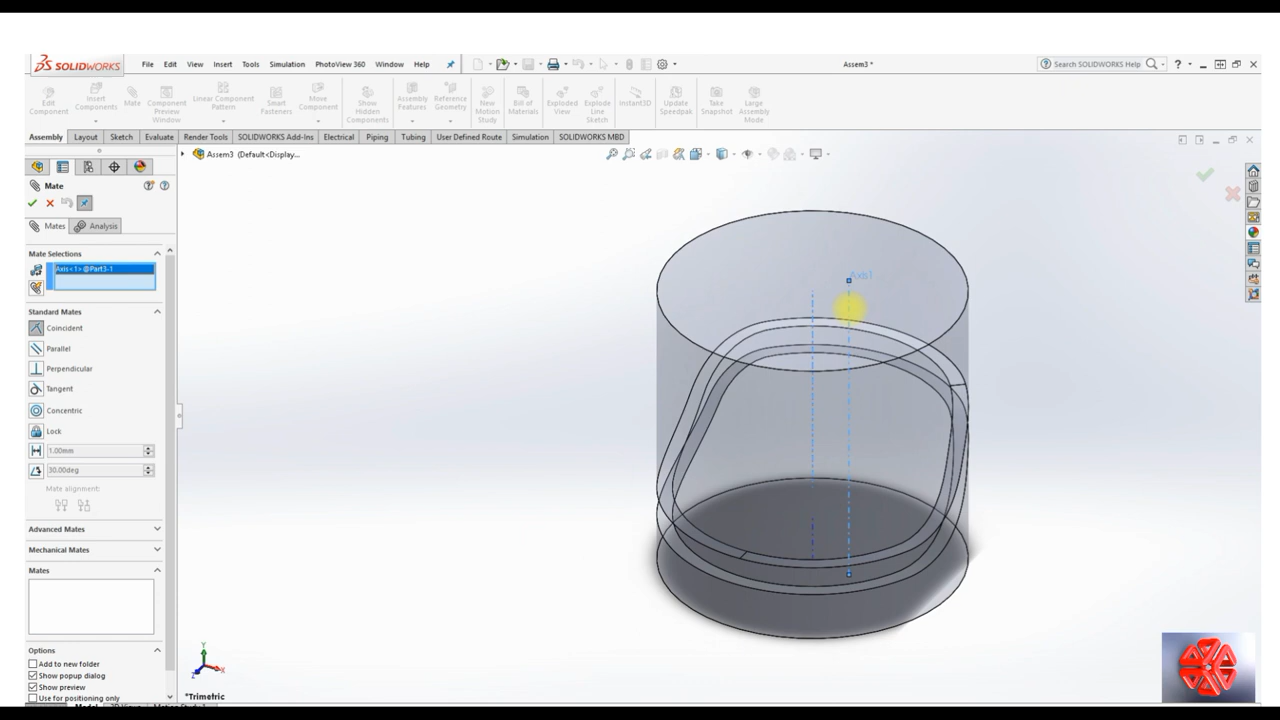 SOLIDWORKS File Edit View Insert Tools Simulation PhotoView 360 Window Help Assem3 * Search SOLIDWORKS Help ?
Edit Component
Insert Components
Mate
Component Preview Window
Linear Component Pattern
Smart Fasteners
Move Component
Show Hidden Components
Assembly Features
Reference Geometry
New Motion Study
Bill of Materials
Exploded View
Explode Line Sketch
Instant3D
Update Speedpak
Take Snapshot
Large Assembly Mode
Assembly Layout Sketch Evaluate Render Tools SOLIDWORKS Add-Ins Electrical Piping Tubing User Defined Route Simulation SOLIDWORKS MBD
Assem3 (Default<Display...
Mate
Mates Analysis
Mate Selections
Axis<1>@Part3-1
Axis1
Standard Mates
Coincident
Parallel
Perpendicular
Tangent
Concentric
Lock
1.00mm
30.00deg
Mate alignment:
Advanced Mates
Mechanical Mates
Mates
Options
Add to new folder
Show popup dialog
Show preview
Use for positioning only
Y
X
Z
*Trimetric